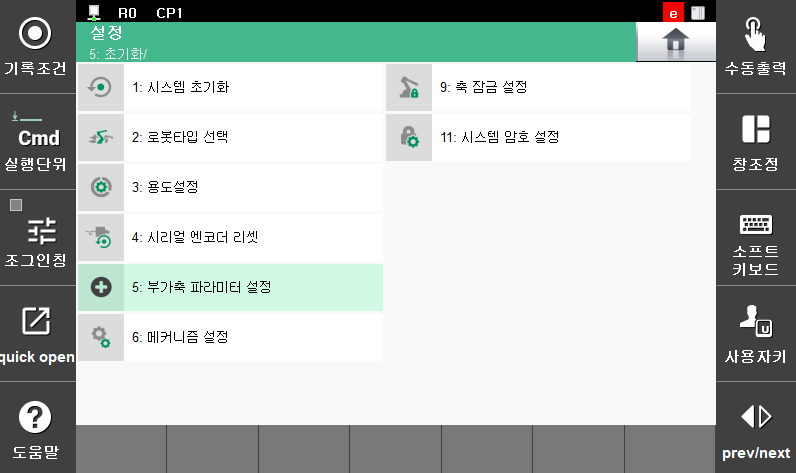 R0 CP1 e
설정
5: 초기화/
기록조건
Cmd
실행단위
조그인칭
quick open
도움말
1: 시스템 초기화
2: 로봇타입 선택
3: 용도설정
4: 시리얼 엔코더 리셋
5: 부가축 파라미터 설정
6: 메커니즘 설정
9: 축 잠금 설정
11: 시스템 암호 설정
수동출력
창조정
소프트
키보드
U
사용자키
prev/next